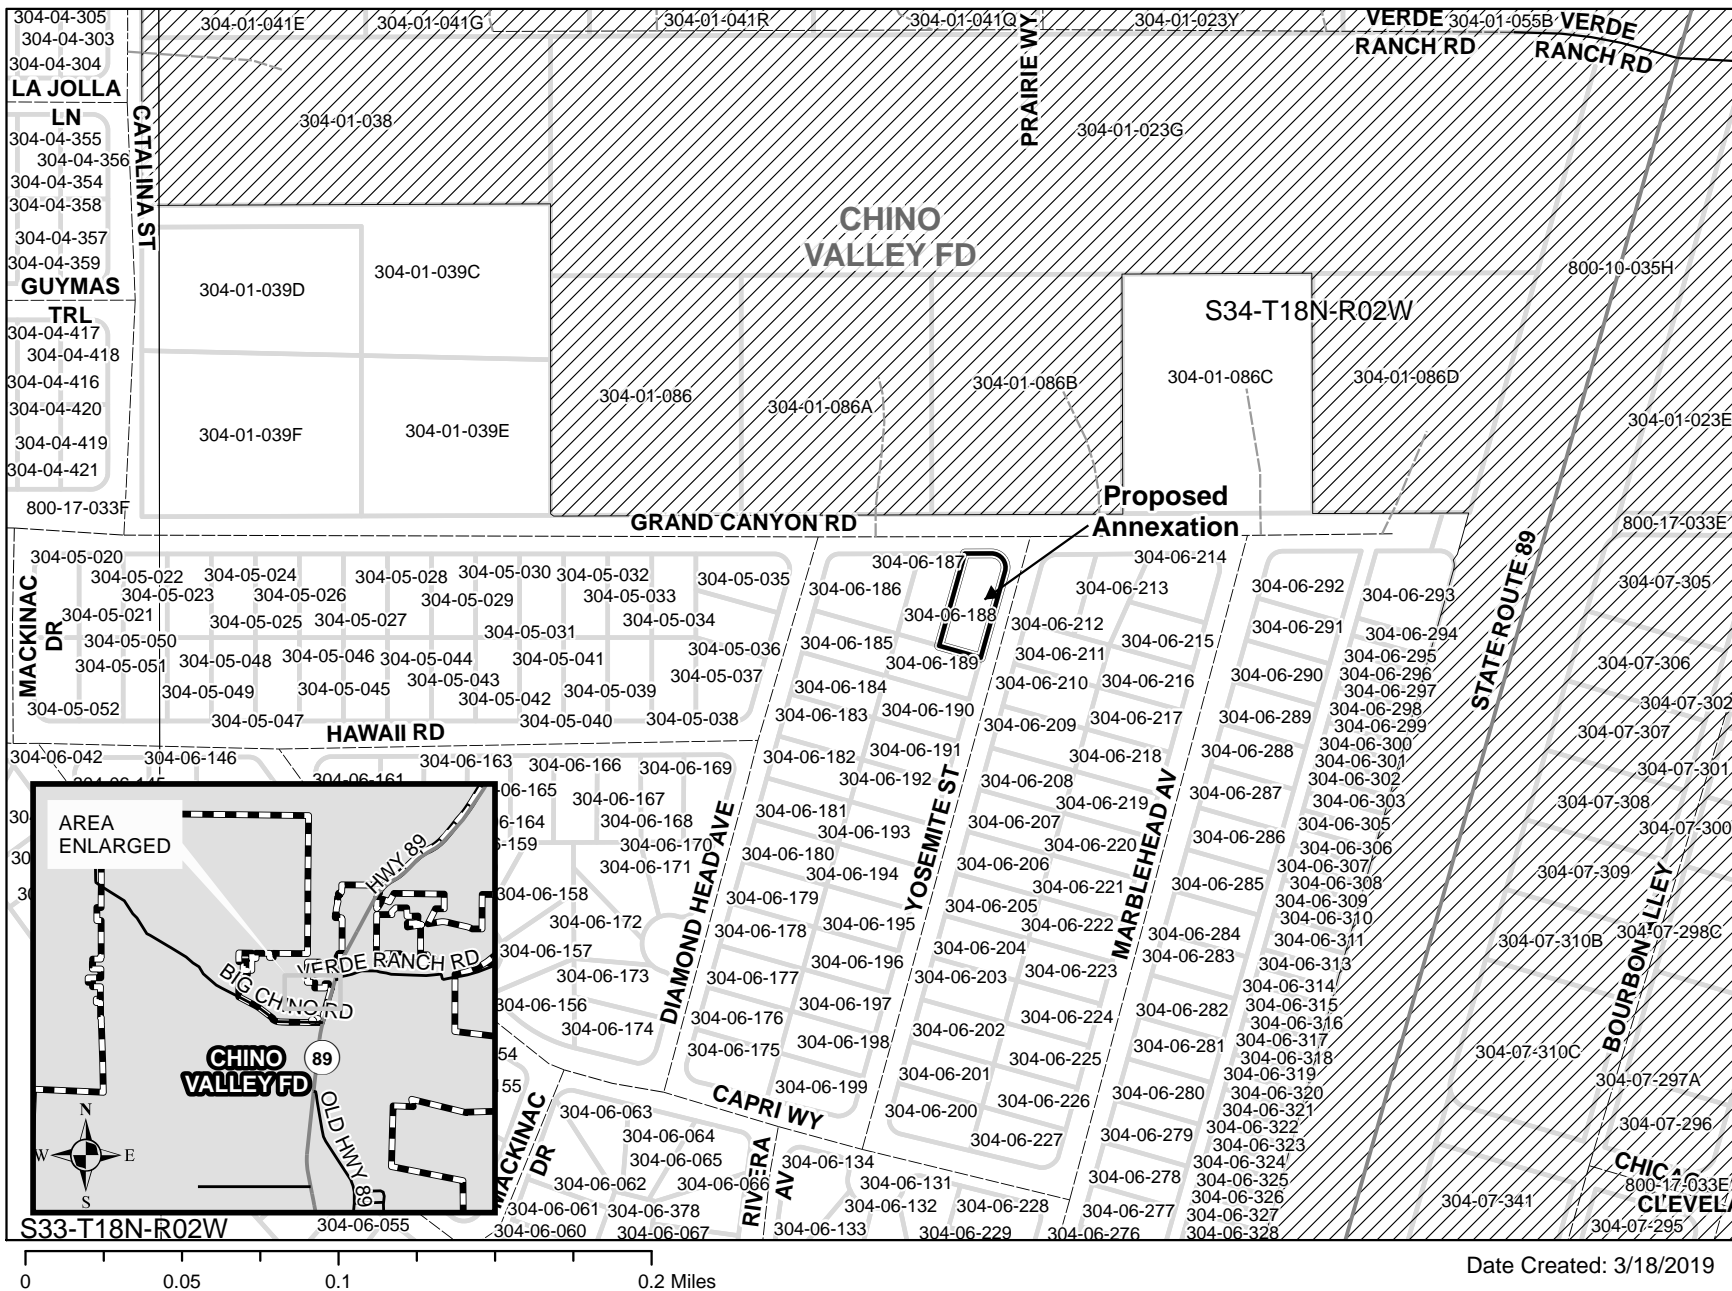 304-04-305
304-01-041E
304-01-041G
304-01-041R
304-01-041Q
304-01-023Y
VERDE
304-01-055B
VERDE
304-04-303
RANCH RD
RANCH RD
304-04-304
PRAIRIE WY
LA JOLLA
LN
CATALINA ST
304-01-038
304-01-023G
304-04-355
304-04-356
304-04-354
304-04-358
CHINO
VALLEY FD
304-04-357
304-04-359
GUYMAS
TRL
304-01-039D
304-01-039C
800-10-035H
S34-T18N-R02W
304-04-417
304-04-418
304-04-416
304-04-420
304-04-419
304-04-421
800-17-033F
304-01-039F
304-01-039E
304-01-086
304-01-086A
304-01-086B
304-01-086C
304-01-086D
304-01-023E
Proposed
Annexation
GRAND CANYON RD
800-17-033E
STATE ROUTE 89
MACKINAC
DR
304-05-020
304-05-022
304-05-024
304-05-028
304-05-030
304-05-032
304-05-035
304-05-023
304-05-026
304-05-029
304-05-033
304-05-021
304-05-025
304-05-027
304-05-031
304-05-034
304-05-050
304-05-051
304-05-048
304-05-046
304-05-044
304-05-041
304-05-036
304-05-049
304-05-045
304-05-043
304-05-042
304-05-039
304-05-037
304-05-052
304-05-047
304-05-040
304-05-038
HAWAII RD
304-06-187
304-06-186
304-06-188
304-06-185
304-06-189
304-06-184
304-06-183
304-06-190
304-06-182
304-06-191
304-06-192
304-06-181
304-06-193
304-06-180
304-06-194
304-06-179
304-06-178
304-06-195
304-06-177
304-06-196
304-06-176
304-06-197
304-06-175
304-06-198
304-06-199
DIAMOND HEAD AVE
YOSEMITE ST
304-06-214
304-06-213
304-06-212
304-06-215
304-06-211
304-06-210
304-06-216
304-06-209
304-06-217
304-06-218
304-06-208
304-06-219
304-06-207
304-06-220
304-06-206
304-06-221
304-06-205
304-06-222
304-06-204
304-06-203
304-06-223
304-06-202
304-06-224
304-06-225
304-06-201
304-06-226
304-06-200
304-06-227
MARBLEHEAD AV
304-06-292
304-06-293
304-06-291
304-06-294
304-06-295
304-06-290
304-06-296
304-06-297
304-06-298
304-06-289
304-06-299
304-06-288
304-06-300
304-06-301
304-06-302
304-06-287
304-06-303
304-06-305
304-06-286
304-06-306
304-06-307
304-06-285
304-06-308
304-06-309
304-06-310
304-06-284
304-06-311
304-06-283
304-06-313
304-06-314
304-06-282
304-06-315
304-06-316
304-06-281
304-06-317
304-06-318
304-06-319
304-06-280
304-06-320
304-06-321
304-06-279
304-06-322
304-06-323
304-06-278
304-06-324
304-06-325
304-06-326
304-06-277
304-06-327
304-06-276
304-06-328
304-07-305
304-07-306
304-07-302
304-07-307
304-07-301
304-07-308
304-07-300
304-07-309
304-07-298C
304-07-310B
304-07-310C
304-07-297A
304-07-296
304-07-341
304-07-295
BOURBON LLEY
800-17-033E
304-06-042
304-06-146
304-06-163
304-06-166
304-06-169
304-06-161
304-06-167
304-06-168
304-06-170
304-06-171
304-06-158
304-06-172
304-06-157
304-06-173
304-06-156
304-06-174
CAPRI WY
MACKINAC
DR
RIVIERA
AV
304-06-063
304-06-064
304-06-065
304-06-062
304-06-066
304-06-061
304-06-378
304-06-060
304-06-067
304-06-055
304-06-134
304-06-131
304-06-132
304-06-228
304-06-133
304-06-229
AREA
ENLARGED
HWY 89
VERDE RANCH RD
BIG CHINO RD
CHINO
VALLEY FD
89
OLD HWY 89
N
W
E
S
S33-T18N-R02W
0
0.05
0.1
0.2 Miles
Date Created: 3/18/2019